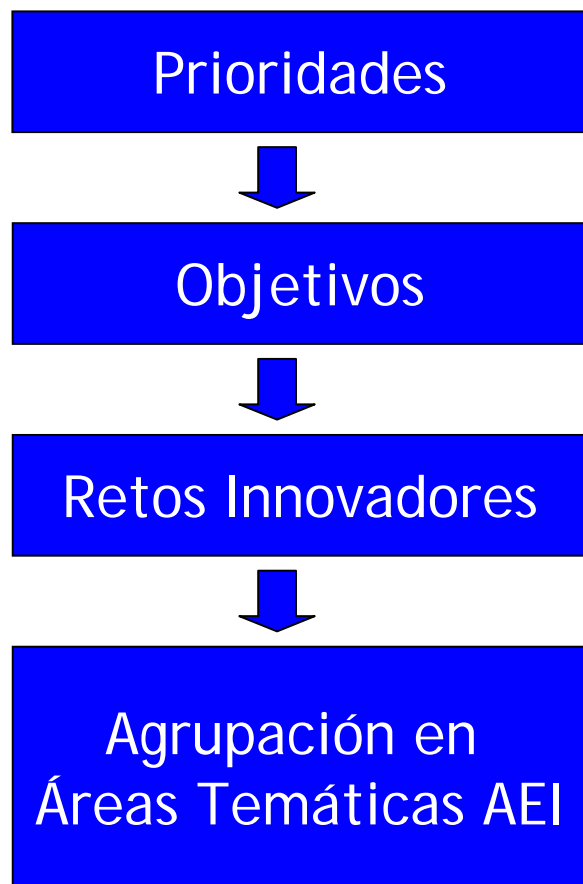 Prioridades
Objetivos
Retos Innovadores
Agrupación en
Áreas Temáticas AEI